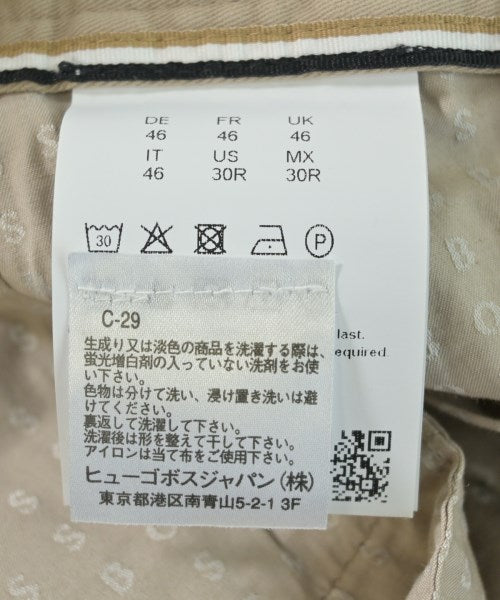 DE FR UK
46 46 46
IT US MX
46 30R 30R
30 P
C-29
生成り又は淡色の商品を洗濯する際は、
蛍光増白剤の入っていない洗剤をお使
い下さい。
色物は分けて洗い、浸け置き洗いは避
けてください。
裏返して洗濯して下さい。
洗濯後は形を整えて干して下さい。
アイロンは当て布をご使用下さい。
ヒューゴボスジャパン(株)
東京都港区南青山5-2-1 3F
last.
equired.